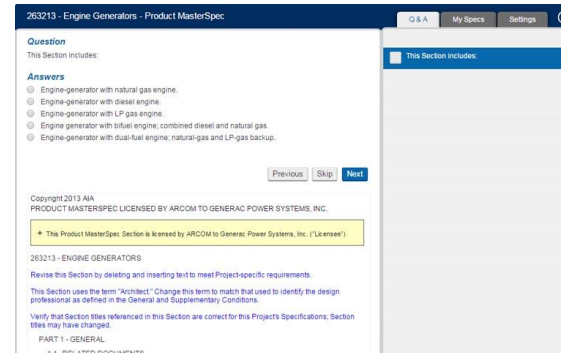 263213 - Engine Generators - Product MasterSpec
Q & A
My Specs
Settings
Question
This Section includes:
Answers
Engine-generator with natural gas engine.
Engine-generator with diesel engine.
Engine-generator with LP gas engine.
Engine generator with bifuel engine; combined diesel and natural gas.
Engine-generator with dual-fuel engine; natural-gas and LP-gas backup.
Previous
Skip
Next
This Section includes:
Copyright 2013 AIA
PRODUCT MASTERSPEC LICENSED BY ARCOM TO GENERAC POWER SYSTEMS, INC.
+ This Product MasterSpec Section is licensed by ARCOM to Generac Power Systems, Inc. ("Licensee")
263213 - ENGINE GENERATORS
Revise this Section by deleting and inserting text to meet Project-specific requirements.
This Section uses the term "Architect." Change this term to match that used to identify the design
professional as defined in the General and Supplementary Conditions.
Verify that Section titles referenced in this Section are correct for this Project's Specifications; Section
titles may have changed.
PART 1 - GENERAL
1.1 RELATED DOCUMENTS